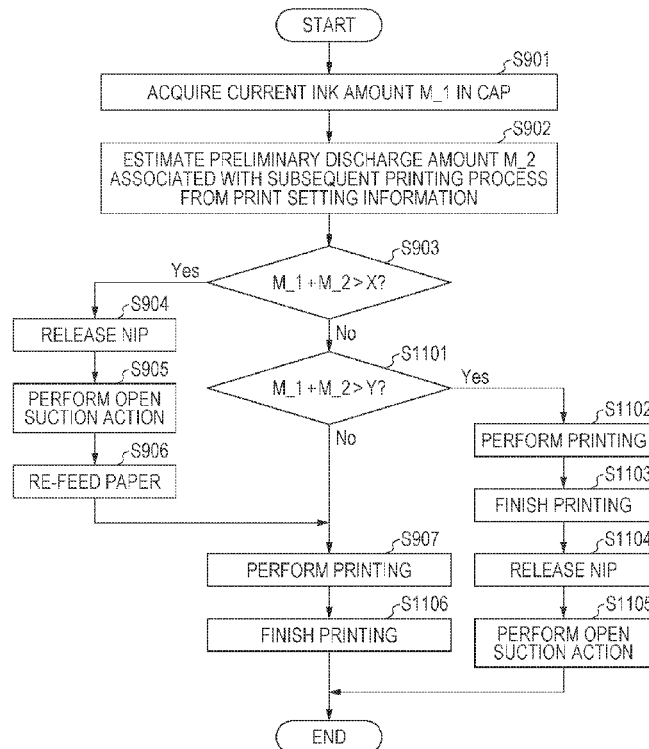 START
S901
ACQUIRE CURRENT INK AMOUNT M_1 IN CAP
S902
ESTIMATE PRELIMINARY DISCHARGE AMOUNT M_2
ASSOCIATED WITH SUBSEQUENT PRINTING PROCESS
FROM PRINT SETTING INFORMATION
S903
M_1+M_2>X?
Yes
No
S904
RELEASE NIP
S905
PERFORM OPEN
SUCTION ACTION
S906
RE-FEED PAPER
S1101
M_1+M_2>Y?
Yes
No
S1102
PERFORM PRINTING
S1103
FINISH PRINTING
S1104
RELEASE NIP
S1105
PERFORM OPEN
SUCTION ACTION
S907
PERFORM PRINTING
S1106
FINISH PRINTING
END